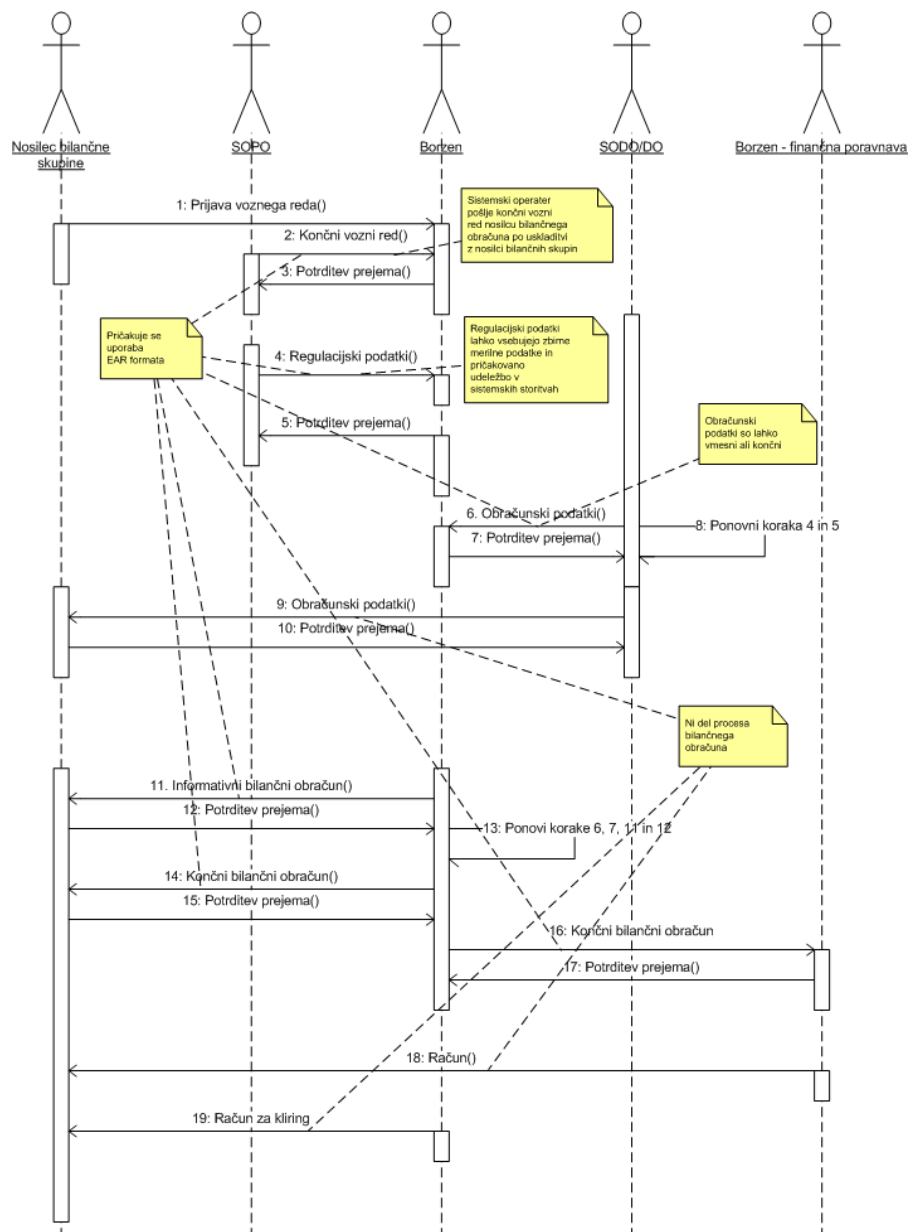 Nosilec bilančne
skupine
SOPO
Borzen
SODO/DO
Borzen - finančna poravnava
1: Prijava voznega reda()
Sistemski operater
pošlje končni vozni
red nosilcu bilančnega
obračuna po uskladitvi
z nosilci bilančnih skupin
2: Končni vozni red()
3: Potrditev prejema()
Pričakuje se
uporaba
EAR formata
Regulacijski podatki
lahko vsebujejo zbirne
merilne podatke in
pričakovano
udeležbo v
sistemskih storitvah
4: Regulacijski podatki()
5: Potrditev prejema()
Obračunski
podatki so lahko
vmesni ali končni
6. Obračunski podatki()
8: Ponovni koraka 4 in 5
7: Potrditev prejema()
9: Obračunski podatki()
10: Potrditev prejema()
Ni del procesa
bilančnega
obračuna
11. Informativni bilančni obračun()
12: Potrditev prejema()
13: Ponovi korake 6, 7, 11 in 12
14: Končni bilančni obračun()
15: Potrditev prejema()
16: Končni bilančni obračun
17: Potrditev prejema()
18: Račun()
19: Račun za kliring